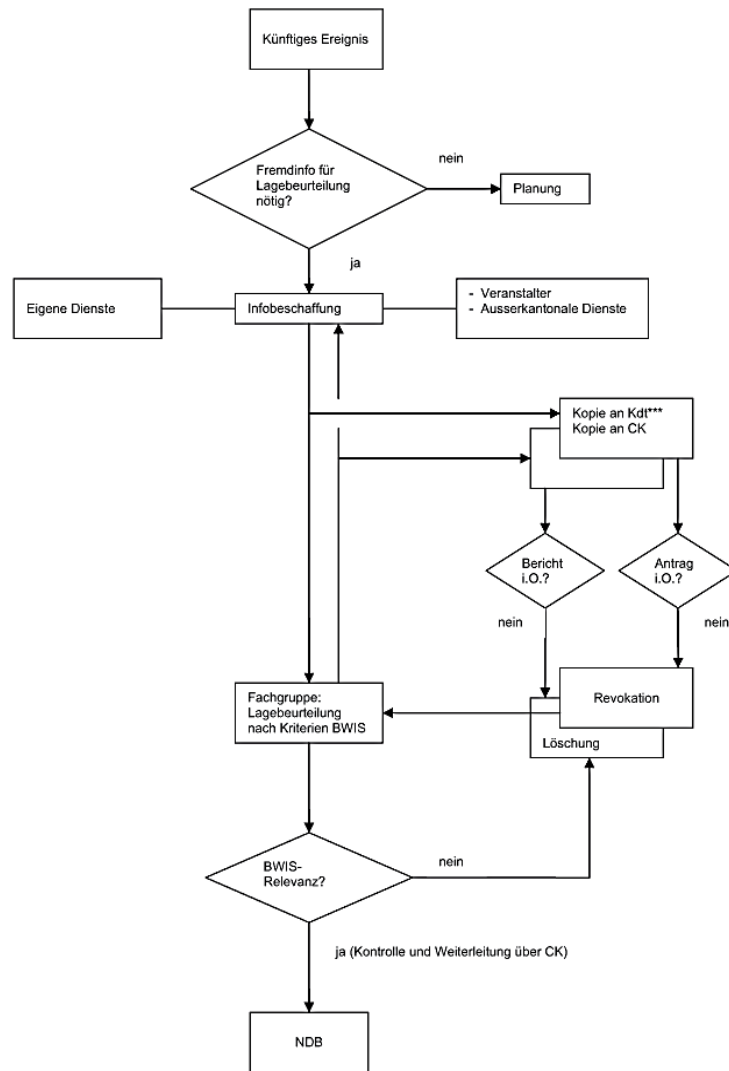 Künftiges Ereignis
Fremdinfo für
Lagebeurteilung
nötig?
nein
Planung
ja
Eigene Dienste
Infobeschaffung
- Veranstalter
- Ausserkantonale Dienste
Kopie an Kdt***
Kopie an CK
Bericht
i.O.?
Antrag
i.O.?
nein
nein
Fachgruppe:
Lagebeurteilung
nach Kriterien BWIS
Revokation
Löschung
BWIS-
Relevanz?
nein
ja (Kontrolle und Weiterleitung über CK)
NDB